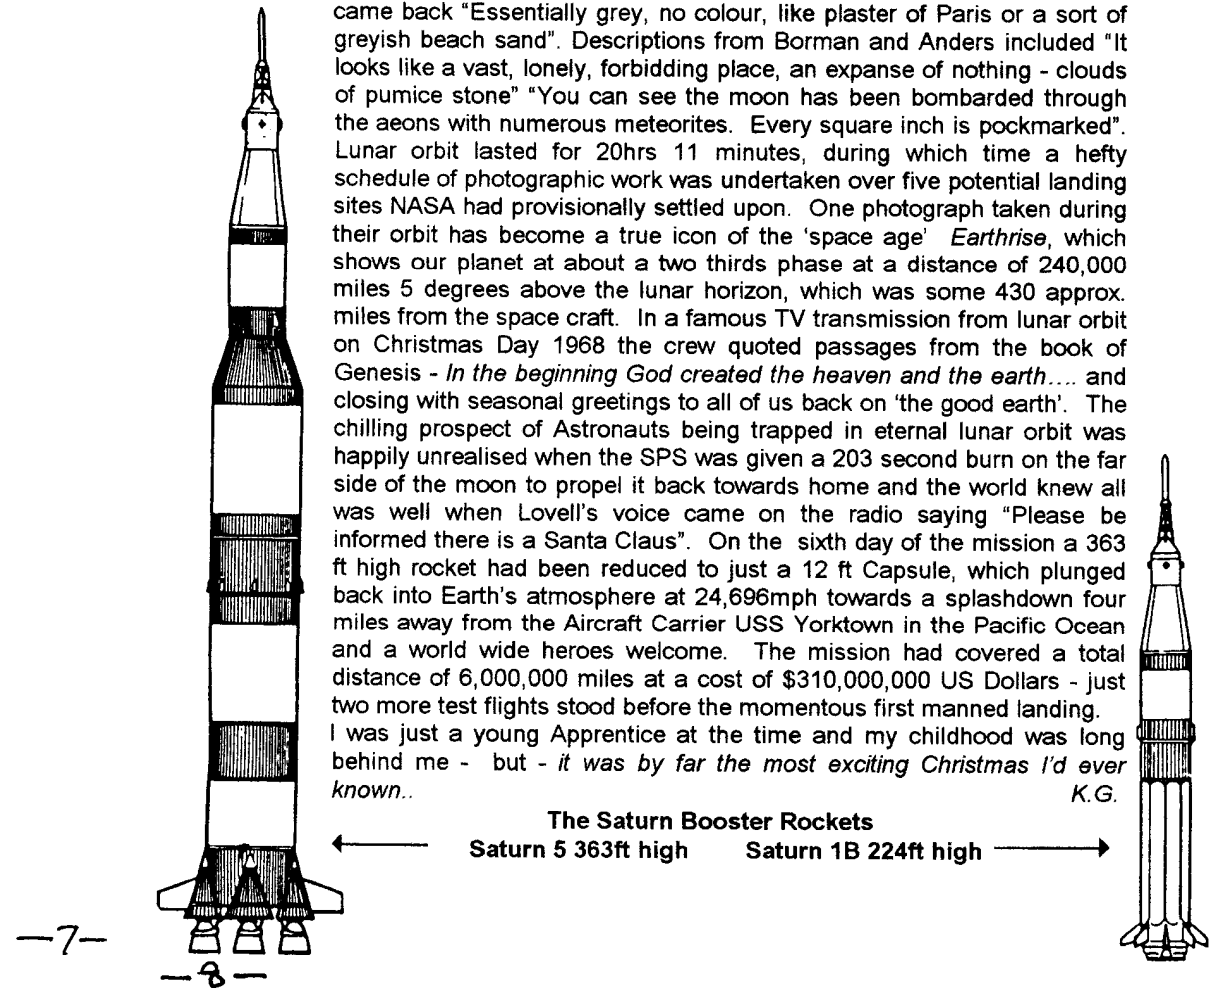 came back "Essentially grey, no colour, like plaster of Paris or a sort of
greyish beach sand". Descriptions from Borman and Anders included "It
looks like a vast, lonely, forbidding place, an expanse of nothing - clouds
of pumice stone" "You can see the moon has been bombarded through
the aeons with numerous meteorites. Every square inch is pockmarked".
Lunar orbit lasted for 20hrs 11 minutes, during which time a hefty
schedule of photographic work was undertaken over five potential landing
sites NASA had provisionally settled upon. One photograph taken during
their orbit has become a true icon of the 'space age' Earthrise, which
shows our planet at about a two thirds phase at a distance of 240,000
miles 5 degrees above the lunar horizon, which was some 430 approx.
miles from the space craft. In a famous TV transmission from lunar orbit
on Christmas Day 1968 the crew quoted passages from the book of
Genesis - In the beginning God created the heaven and the earth.... and
closing with seasonal greetings to all of us back on 'the good earth'. The
chilling prospect of Astronauts being trapped in eternal lunar orbit was
happily unrealised when the SPS was given a 203 second burn on the far
side of the moon to propel it back towards home and the world knew all
was well when Lovell's voice came on the radio saying "Please be
informed there is a Santa Claus". On the sixth day of the mission a 363
ft high rocket had been reduced to just a 12 ft Capsule, which plunged
back into Earth's atmosphere at 24,696mph towards a splashdown four
miles away from the Aircraft Carrier USS Yorktown in the Pacific Ocean
and a world wide heroes welcome. The mission had covered a total
distance of 6,000,000 miles at a cost of $310,000,000 US Dollars - just
two more test flights stood before the momentous first manned landing.
I was just a young Apprentice at the time and my childhood was long
behind me - but - it was by far the most exciting Christmas I'd ever
known.. K.G.
The Saturn Booster Rockets
Saturn 5 363ft high Saturn 1B 224ft high
-7-
-8-